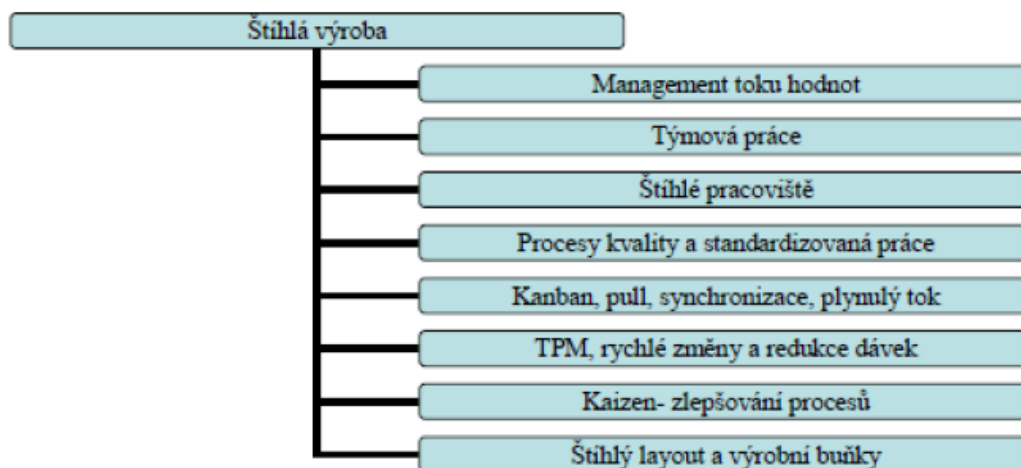 Štíhlá výroba
Management toku hodnot
Týmová práce
Štíhlé pracoviště
Procesy kvality a standardizovaná práce
Kanban, pull, synchronizace, plynulý tok
TPM, rychlé změny a redukce dávek
Kaizen- zlepšování procesů
Štíhlý layout a výrobní buňky